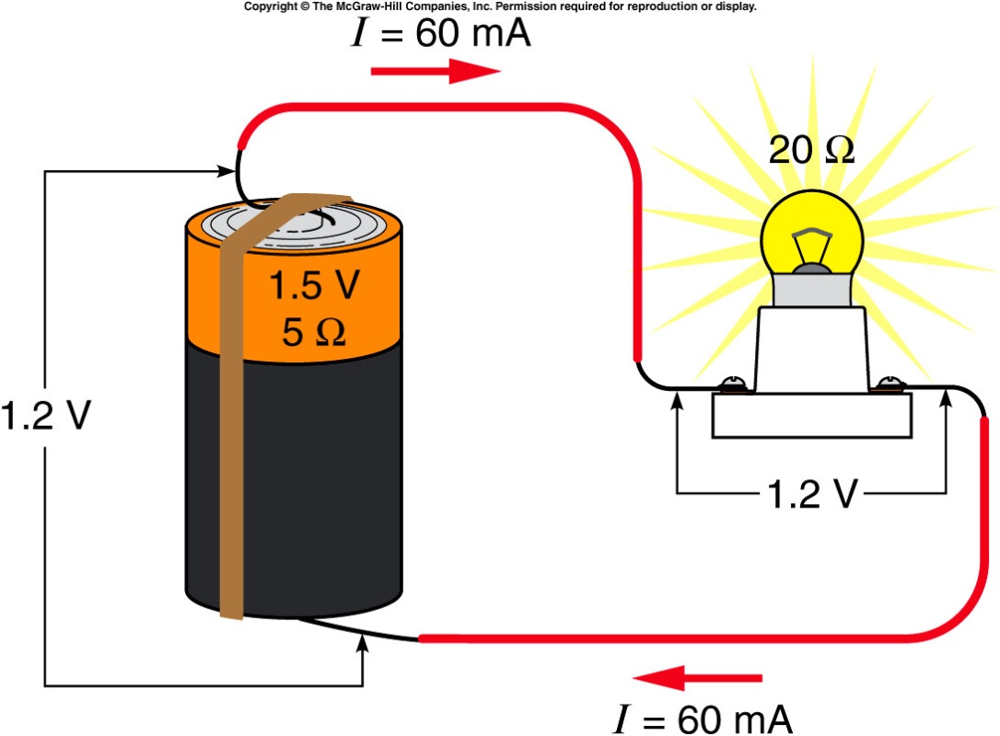 Copyright © The McGraw-Hill Companies, Inc. Permission required for reproduction or display.
I = 60 mA
20 Ω
1.5 V
5 Ω
1.2 V
1.2 V
I = 60 mA